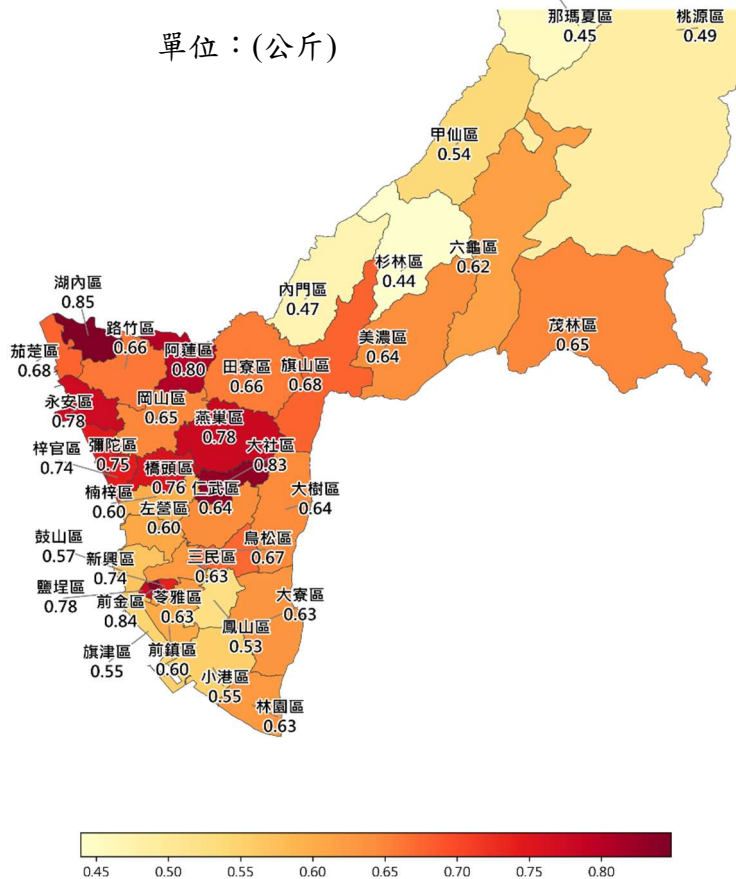 單位：(公斤)
那瑪夏區
0.45
桃源區
0.49
甲仙區
0.54
六龜區
0.62
杉林區
0.44
內門區
0.47
湖內區
0.85
路竹區
0.66
阿蓮區
0.80
田寮區
0.66
旗山區
0.68
美濃區
0.64
茂林區
0.65
茄萣區
0.68
永安區
0.78
岡山區
0.65
燕巢區
0.78
梓官區
0.74
彌陀區
0.75
橋頭區
0.76
大社區
0.83
楠梓區
0.60
仁武區
0.64
大樹區
0.64
左營區
0.60
鼓山區
0.57
新興區
0.74
三民區
0.63
鳥松區
0.67
鹽埕區
0.78
前金區
0.84
苓雅區
0.63
大寮區
0.63
鳳山區
0.53
旗津區
0.55
前鎮區
0.60
小港區
0.55
林園區
0.63
0.45 0.50 0.55 0.60 0.65 0.70 0.75 0.80